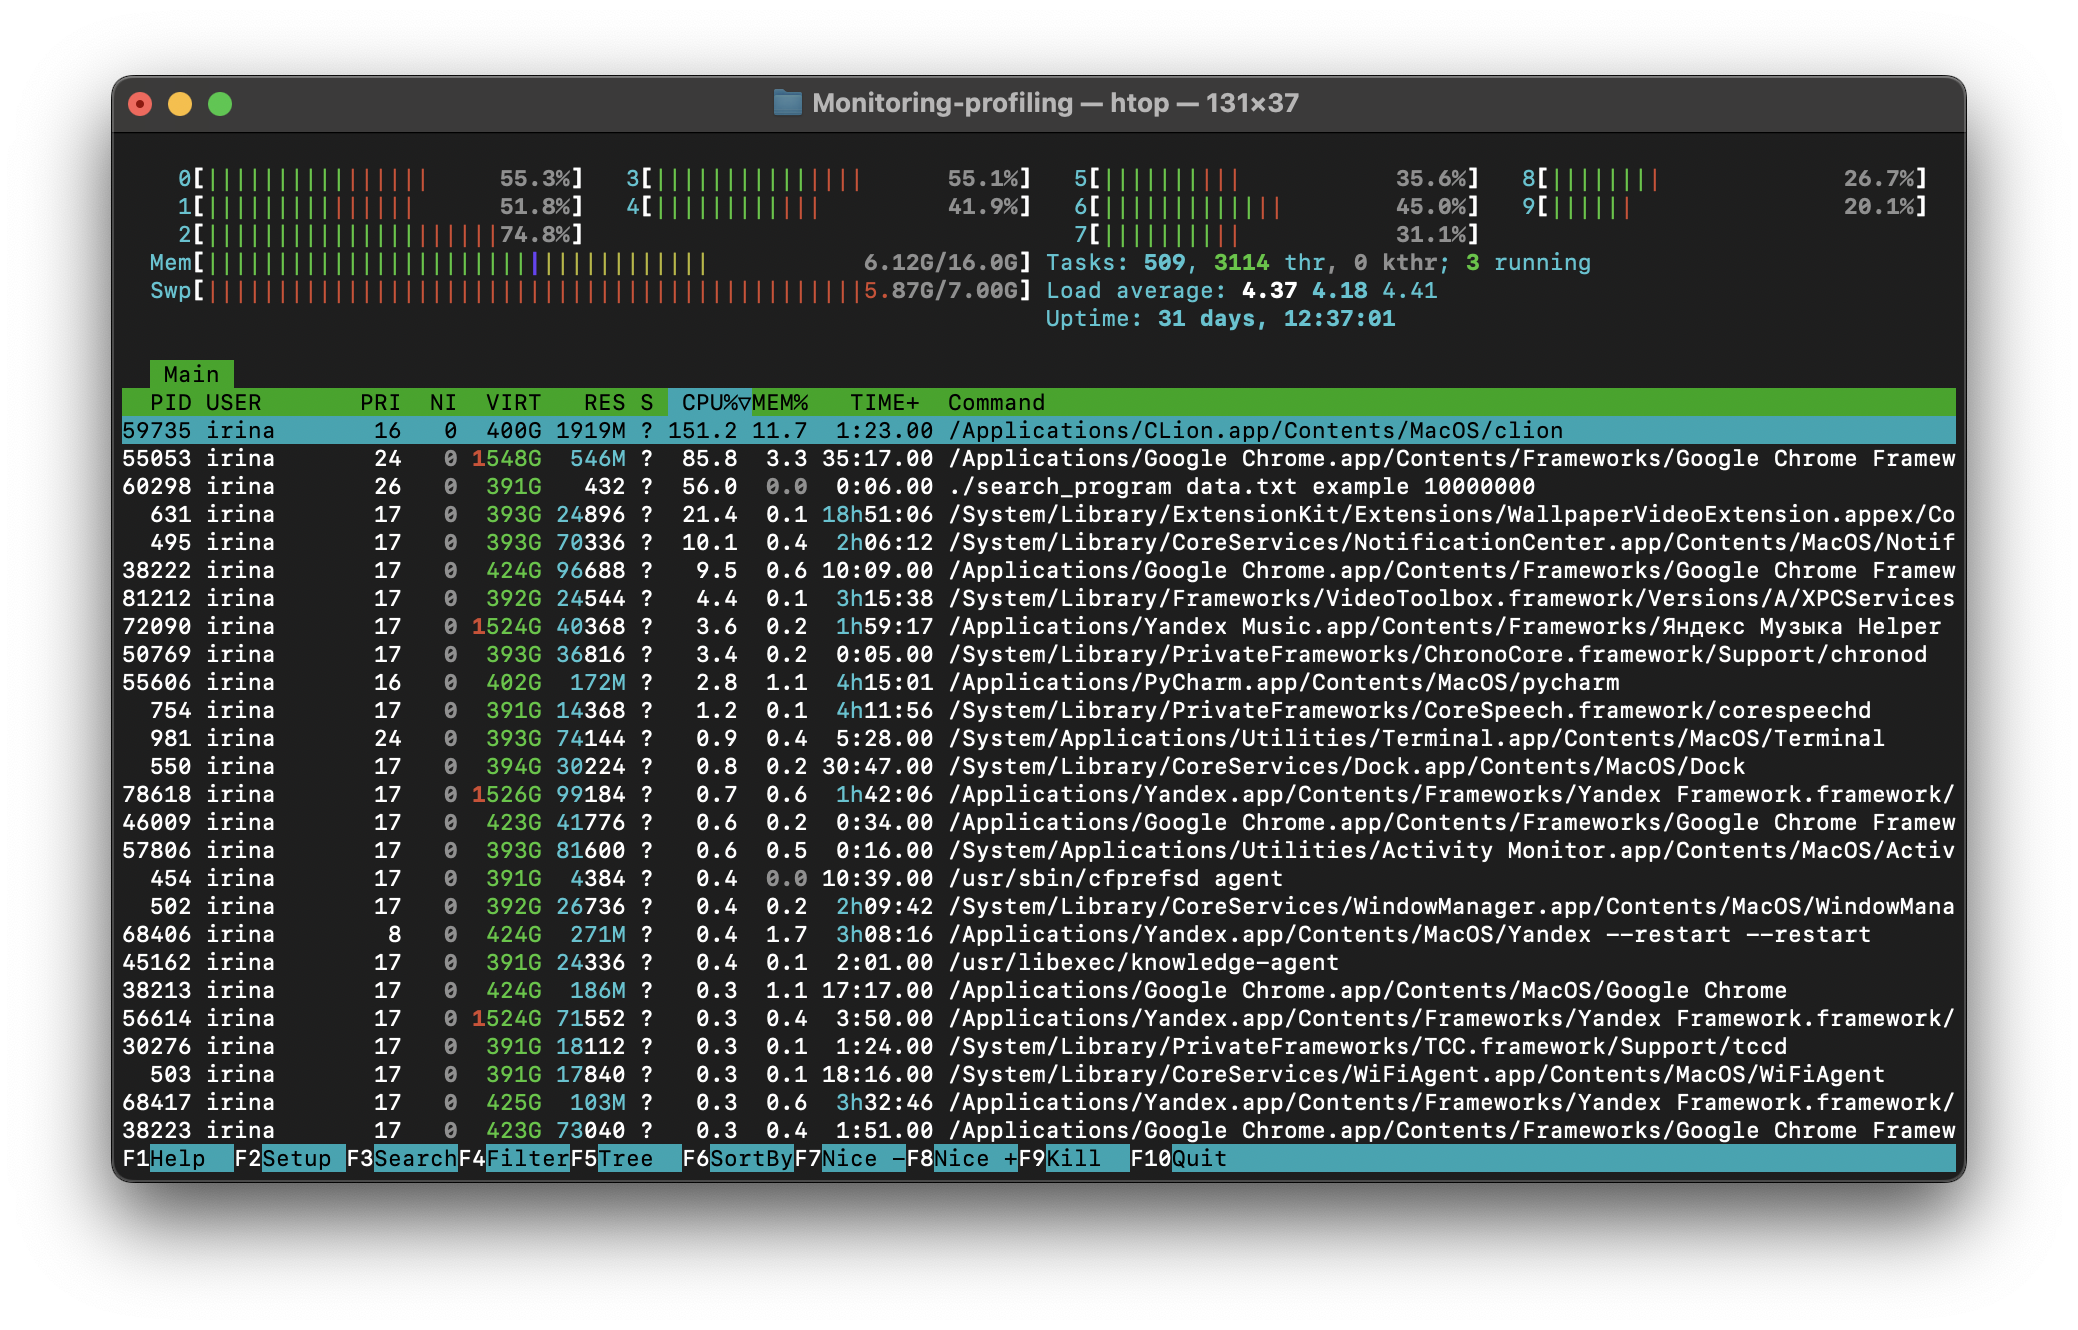 Monitoring-profiling — htop — 131×37
0[||||||||||||||||55.3%] 3[|||||||||||||||55.1%] 5[||||||||||35.6%] 8[||||||||26.7%]
1[|||||||||||||||51.8%] 4[||||||||||||41.9%] 6[|||||||||||||45.0%] 9[||||||20.1%]
2[|||||||||||||||||||||74.8%] 7[||||||||||31.1%]
Mem[||||||||||||||||||||||||||||||||||||6.12G/16.0G] Tasks: 509, 3114 thr, 0 kthr; 3 running
Swp[|||||||||||||||||||||||||||||||||||||||||||||||5.87G/7.00G] Load average: 4.37 4.18 4.41
Uptime: 31 days, 12:37:01
Main
PID USER PRI NI VIRT RES S CPU%▽MEM% TIME+ Command
59735 irina 16 0 400G 1919M ? 151.2 11.7 1:23.00 /Applications/CLion.app/Contents/MacOS/clion
55053 irina 24 0 1548G 546M ? 85.8 3.3 35:17.00 /Applications/Google Chrome.app/Contents/Frameworks/Google Chrome Framew
60298 irina 26 0 391G 432 ? 56.0 0.0 0:06.00 ./search_program data.txt example 10000000
631 irina 17 0 393G 24896 ? 21.4 0.1 18h51:06 /System/Library/ExtensionKit/Extensions/WallpaperVideoExtension.appex/Co
495 irina 17 0 393G 70336 ? 10.1 0.4 2h06:12 /System/Library/CoreServices/NotificationCenter.app/Contents/MacOS/Notif
38222 irina 17 0 424G 96688 ? 9.5 0.6 10:09.00 /Applications/Google Chrome.app/Contents/Frameworks/Google Chrome Framew
81212 irina 17 0 392G 24544 ? 4.4 0.1 3h15:38 /System/Library/Frameworks/VideoToolbox.framework/Versions/A/XPCServices
72090 irina 17 0 1524G 40368 ? 3.6 0.2 1h59:17 /Applications/Yandex Music.app/Contents/Frameworks/Яндекс Музыка Helper
50769 irina 17 0 393G 36816 ? 3.4 0.2 0:05.00 /System/Library/PrivateFrameworks/ChronoCore.framework/Support/chronod
55606 irina 16 0 402G 172M ? 2.8 1.1 4h15:01 /Applications/PyCharm.app/Contents/MacOS/pycharm
754 irina 17 0 391G 14368 ? 1.2 0.1 4h11:56 /System/Library/PrivateFrameworks/CoreSpeech.framework/corespeechd
981 irina 24 0 393G 74144 ? 0.9 0.4 5:28.00 /System/Applications/Utilities/Terminal.app/Contents/MacOS/Terminal
550 irina 17 0 394G 30224 ? 0.8 0.2 30:47.00 /System/Library/CoreServices/Dock.app/Contents/MacOS/Dock
78618 irina 17 0 1526G 99184 ? 0.7 0.6 1h42:06 /Applications/Yandex.app/Contents/Frameworks/Yandex Framework.framework/
46009 irina 17 0 423G 41776 ? 0.6 0.2 0:34.00 /Applications/Google Chrome.app/Contents/Frameworks/Google Chrome Framew
57806 irina 17 0 393G 81600 ? 0.6 0.5 0:16.00 /System/Applications/Utilities/Activity Monitor.app/Contents/MacOS/Activ
454 irina 17 0 391G 4384 ? 0.4 0.0 10:39.00 /usr/sbin/cfprefsd agent
502 irina 17 0 392G 26736 ? 0.4 0.2 2h09:42 /System/Library/CoreServices/WindowManager.app/Contents/MacOS/WindowMana
68406 irina 8 0 424G 271M ? 0.4 1.7 3h08:16 /Applications/Yandex.app/Contents/MacOS/Yandex --restart --restart
45162 irina 17 0 391G 24336 ? 0.4 0.1 2:01.00 /usr/libexec/knowledge-agent
38213 irina 17 0 424G 186M ? 0.3 1.1 17:17.00 /Applications/Google Chrome.app/Contents/MacOS/Google Chrome
56614 irina 17 0 1524G 71552 ? 0.3 0.4 3:50.00 /Applications/Yandex.app/Contents/Frameworks/Yandex Framework.framework/
30276 irina 17 0 391G 18112 ? 0.3 0.1 1:24.00 /System/Library/PrivateFrameworks/TCC.framework/Support/tccd
503 irina 17 0 391G 17840 ? 0.3 0.1 18:16.00 /System/Library/CoreServices/WiFiAgent.app/Contents/MacOS/WiFiAgent
68417 irina 17 0 425G 103M ? 0.3 0.6 3h32:46 /Applications/Yandex.app/Contents/Frameworks/Yandex Framework.framework/
38223 irina 17 0 423G 73040 ? 0.3 0.4 1:51.00 /Applications/Google Chrome.app/Contents/Frameworks/Google Chrome Framew
F1Help F2Setup F3SearchF4FilterF5Tree F6SortByF7Nice -F8Nice +F9Kill F10Quit